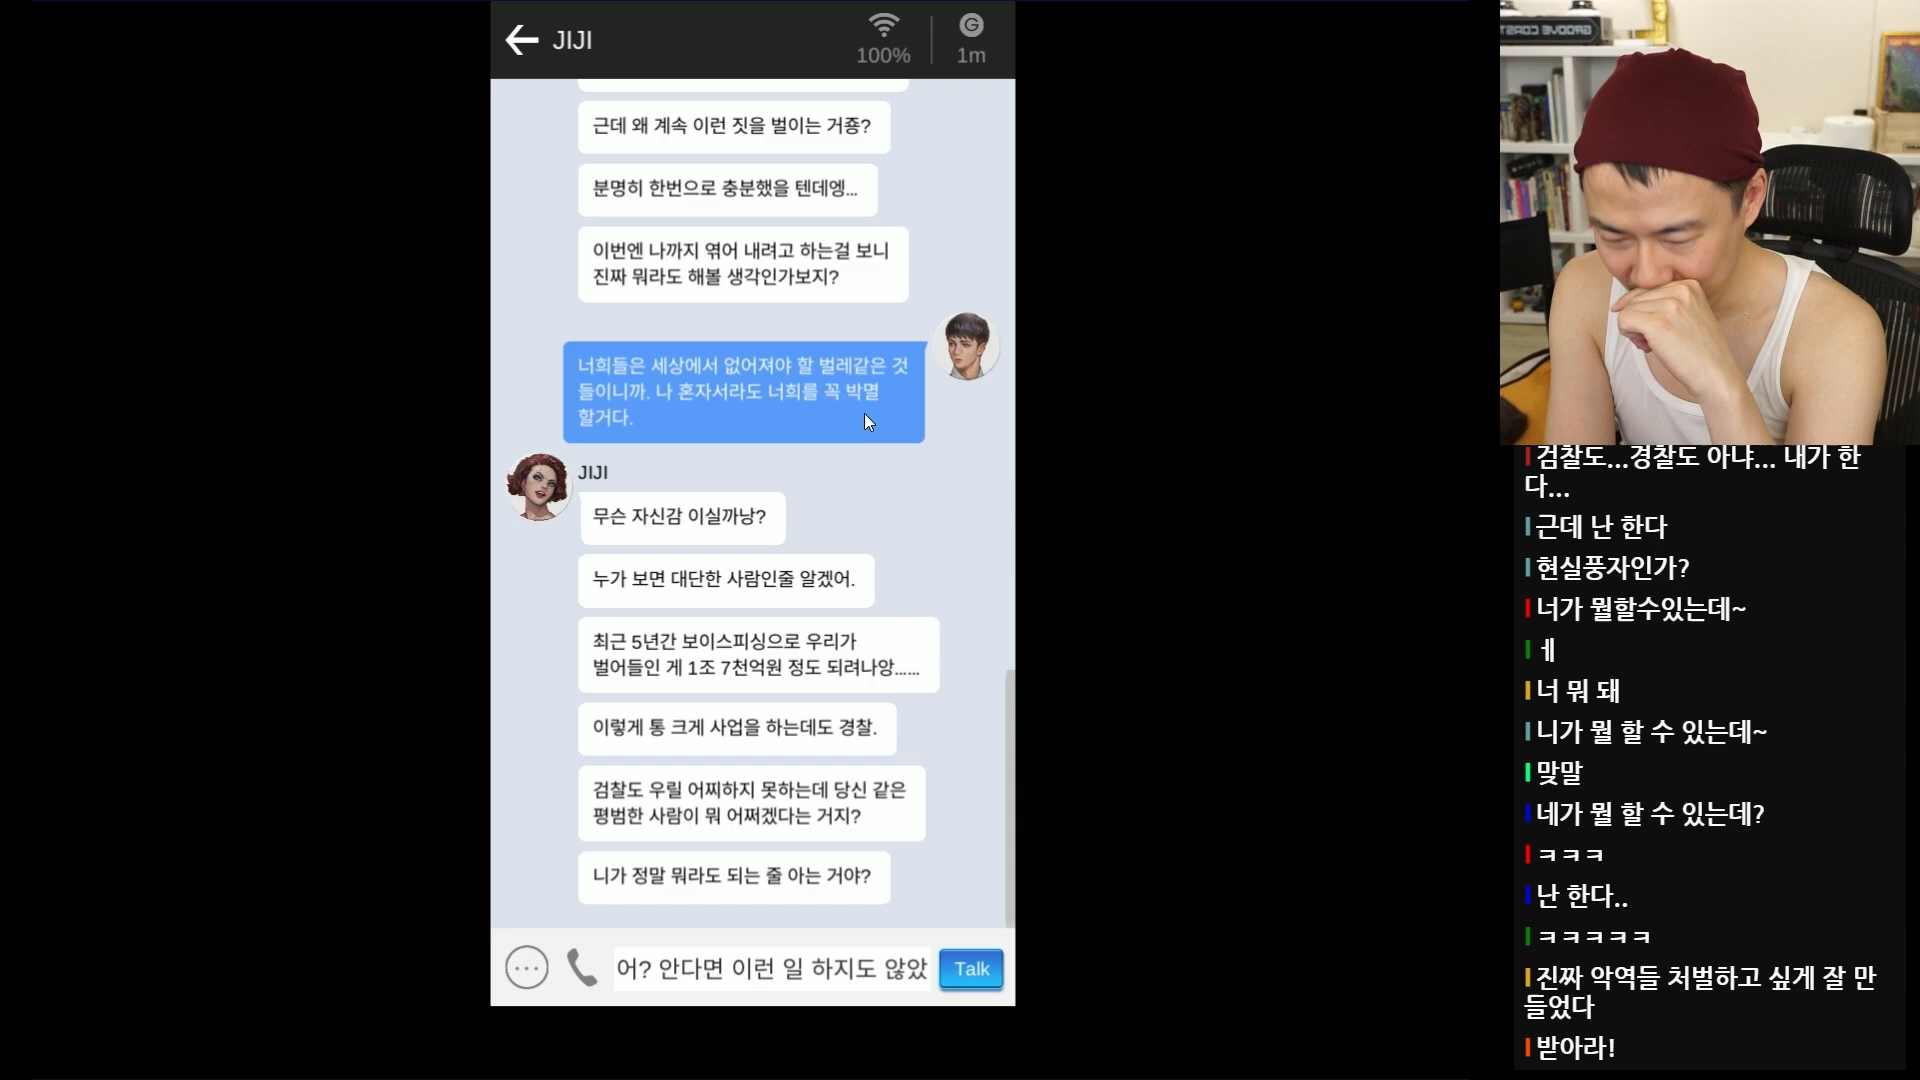 JIJI
100%
G
1m
근데 왜 계속 이런 짓을 벌이는 거죵?
분명히 한번으로 충분했을 텐데엥...
이번엔 나까지 엮어 내려고 하는걸 보니
진짜 뭐라도 해볼 생각인가보지?
너희들은 세상에서 없어져야 할 벌레같은 것
들이니까. 나 혼자서라도 너희를 꼭 박멸
할거다.
JIJI
무슨 자신감 이실까낭?
누가 보면 대단한 사람인줄 알겠어.
최근 5년간 보이스피싱으로 우리가
벌어들인 게 1조 7천억원 정도 되려나앙......
이렇게 통 크게 사업을 하는데도 경찰.
검찰도 우릴 어찌하지 못하는데 당신 같은
평범한 사람이 뭐 어쩌겠다는 거지?
니가 정말 뭐라도 되는 줄 아는 거야?
어? 안다면 이런 일 하지도 않았
Talk
GROOVE COASTER
검찰도...경찰도 아냐... 내가 한
다...
근데 난 한다
현실풍자인가?
너가 뭘할수있는데~
ㅔ
너 뭐 돼
니가 뭘 할 수 있는데~
맞말
네가 뭘 할 수 있는데?
ㅋㅋㅋ
난 한다..
ㅋㅋㅋㅋㅋ
진짜 악역들 처벌하고 싶게 잘 만
들었다
받아라!